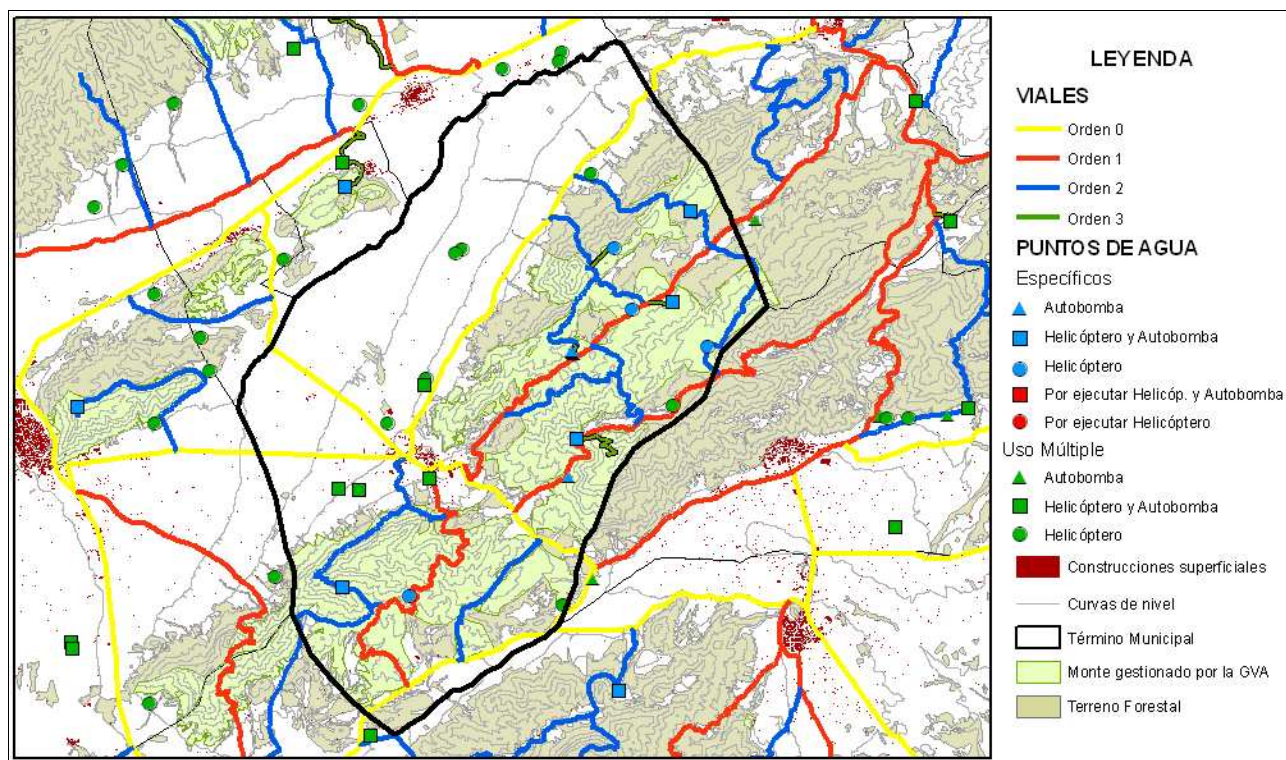 LEYENDA
VIALES
Orden 0
Orden 1
Orden 2
Orden 3
PUNTOS DE AGUA
Específicos
Autobomba
Helicóptero y Autobomba
Helicóptero
Por ejecutar Helicóp. y Autobomba
Por ejecutar Helicóptero
Uso Múltiple
Autobomba
Helicóptero y Autobomba
Helicóptero
Construcciones superficiales
Curvas de nivel
Término Municipal
Monte gestionado por la GVA
Terreno Forestal